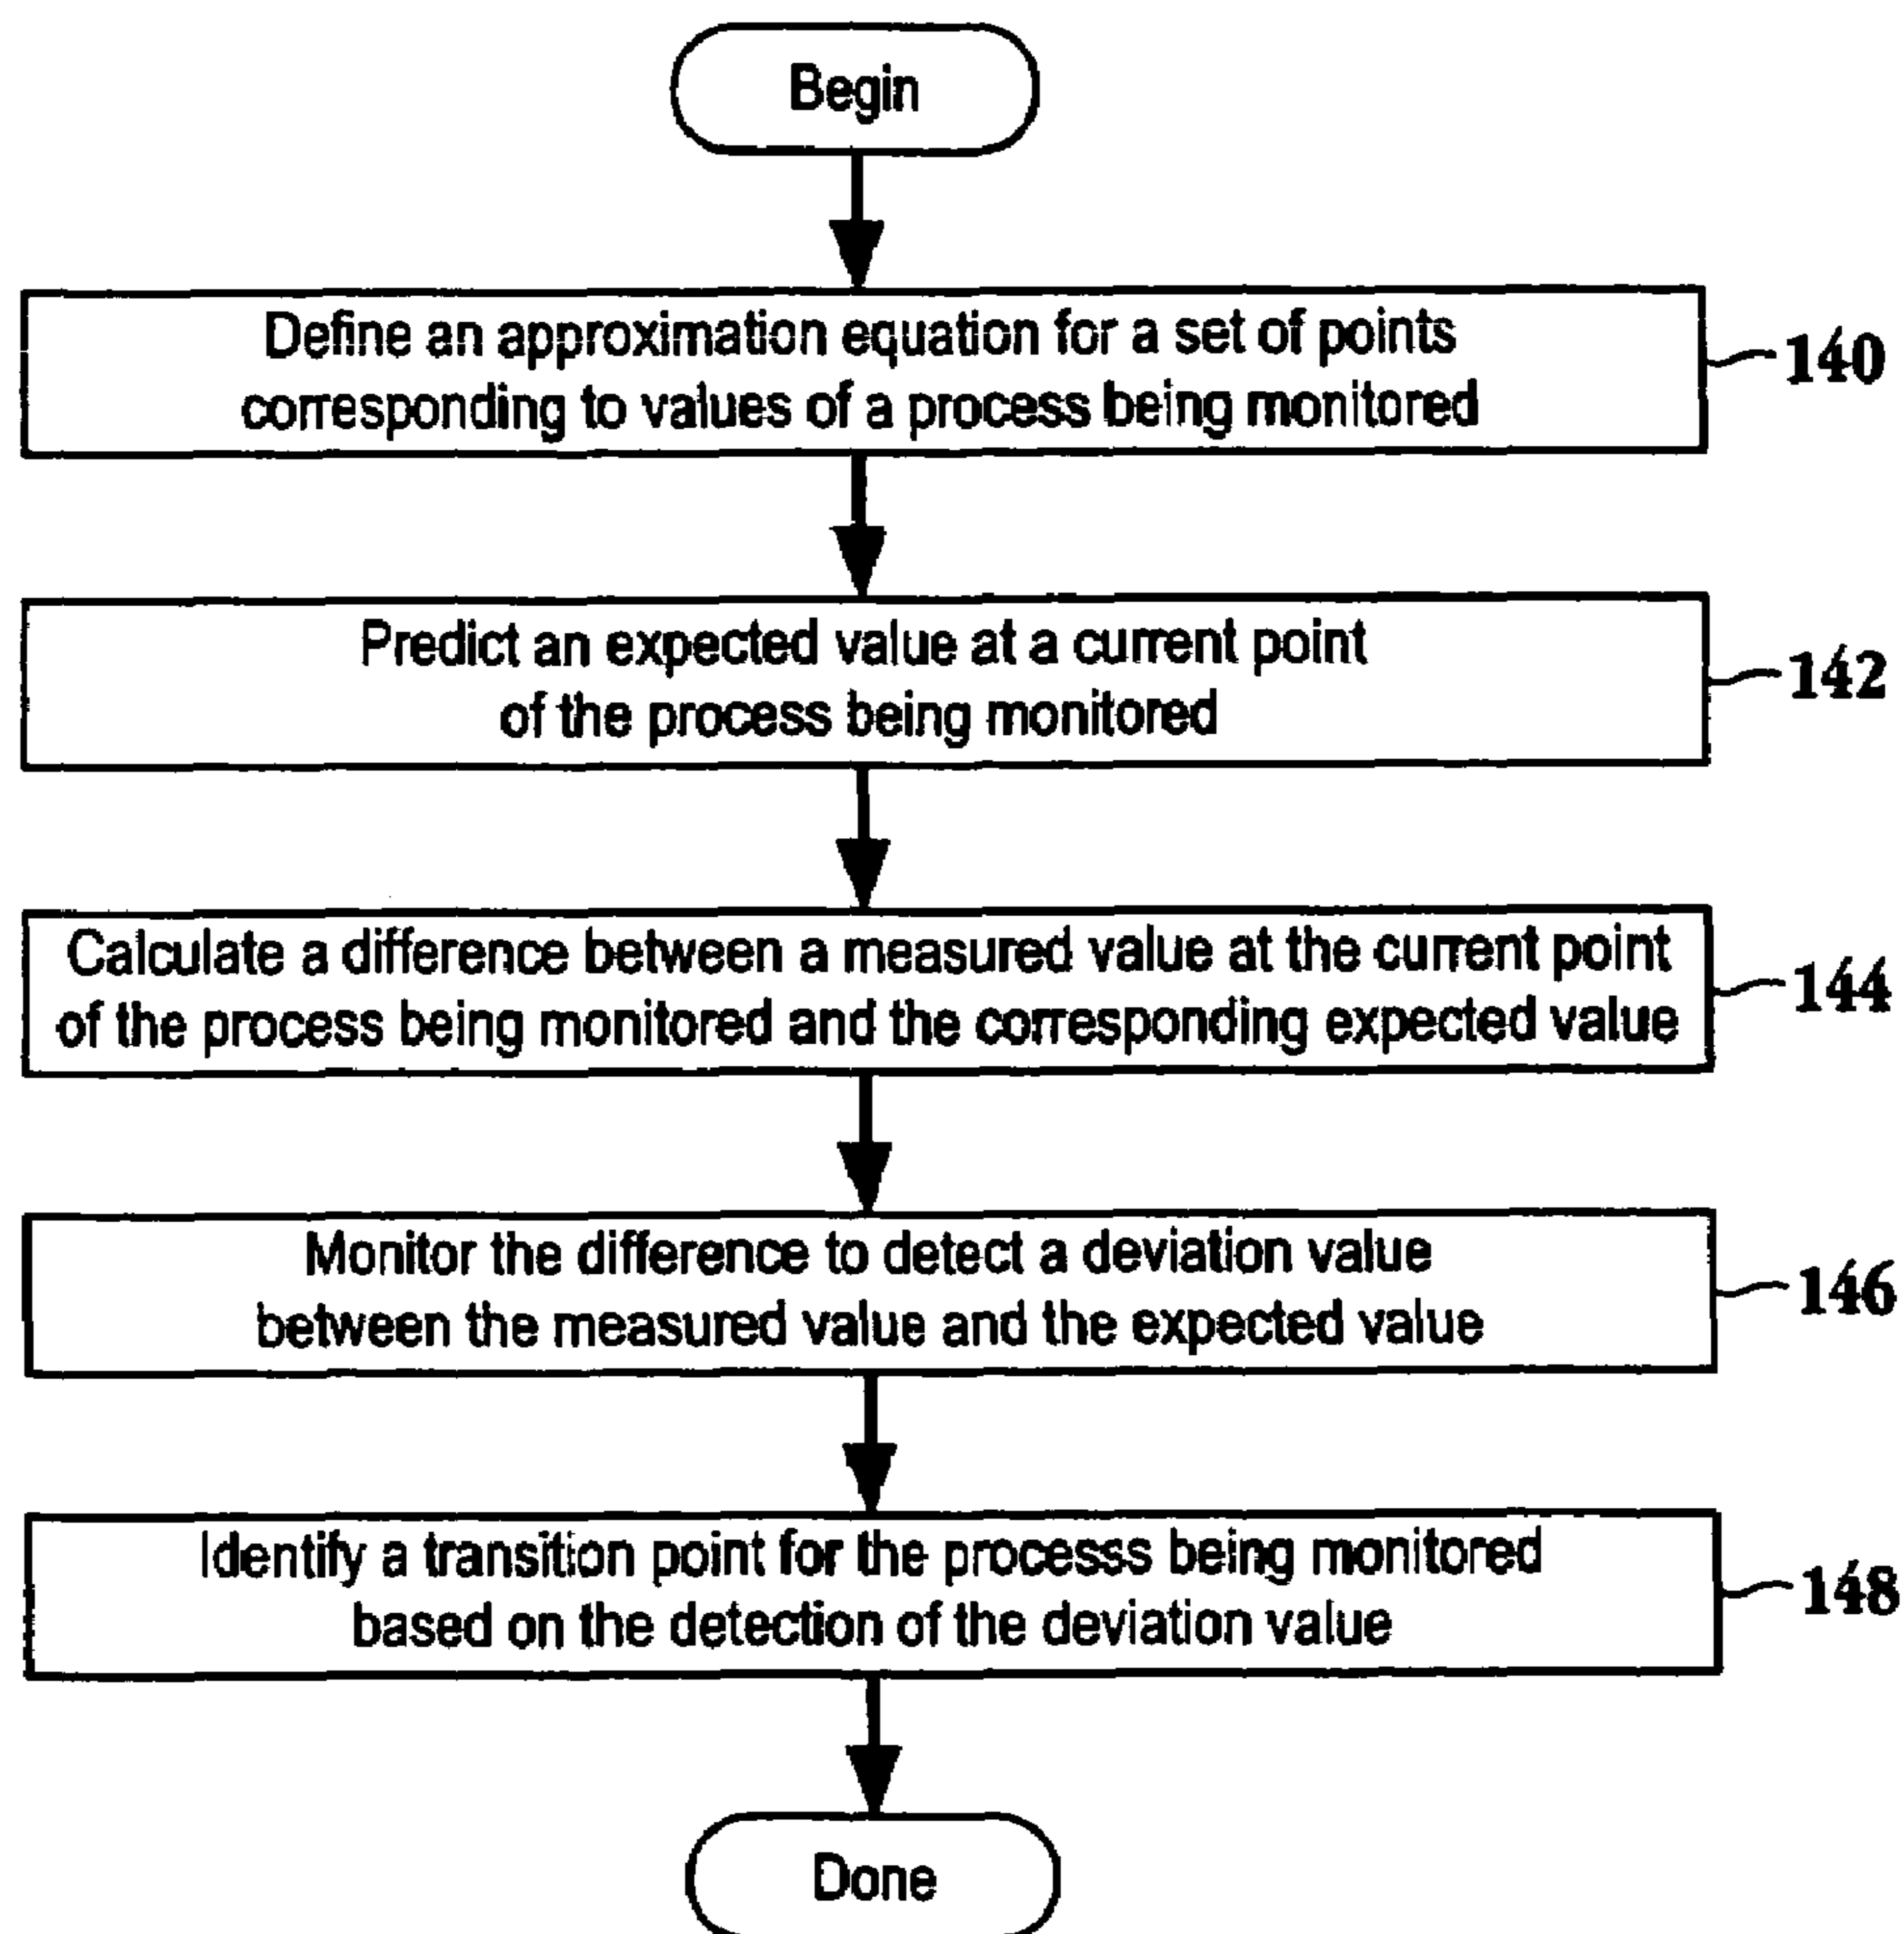 Begin
Define an approximation equation for a set of points
corresponding to values of a process being monitored
140
Predict an expected value at a current point
of the process being monitored
142
Calculate a difference between a measured value at the current point
of the process being monitored and the corresponding expected value
144
Monitor the difference to detect a deviation value
between the measured value and the expected value
146
Identify a transition point for the processs being monitored
based on the detection of the deviation value
148
Done